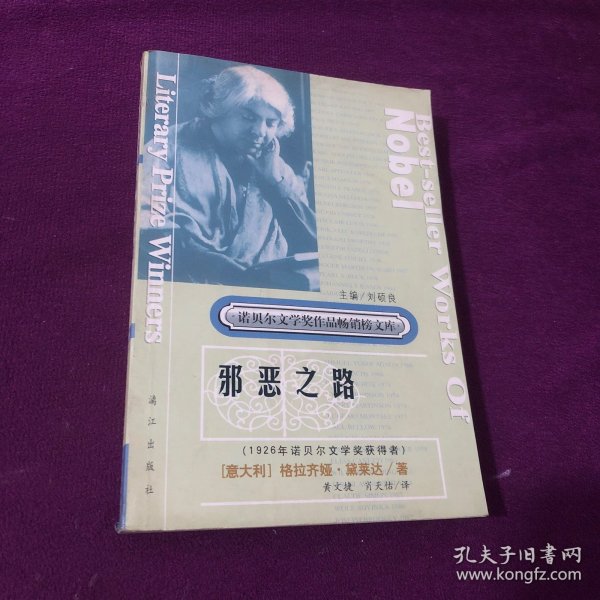 Best-seller Works Of
Nobel
Literary Prize Winners
主编/刘硕良
·诺贝尔文学奖作品畅销榜文库·
邪恶之路
(1926年诺贝尔文学奖获得者)
[意大利] 格拉齐娅·黛莱达/著
黄文捷 肖天佑/译
漓江出版社
孔夫子旧书网
www.kongfz.com